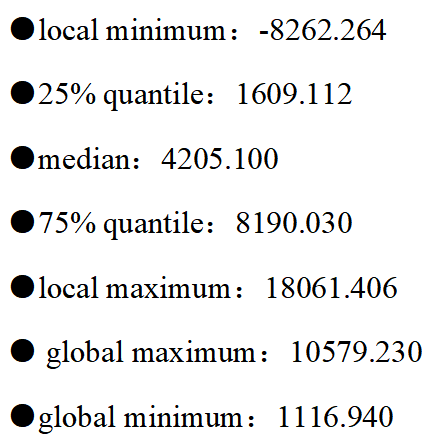 ●local minimum：-8262.264
●25% quantile：1609.112
●median：4205.100
●75% quantile：8190.030
●local maximum：18061.406
● global maximum：10579.230
●global minimum：1116.940